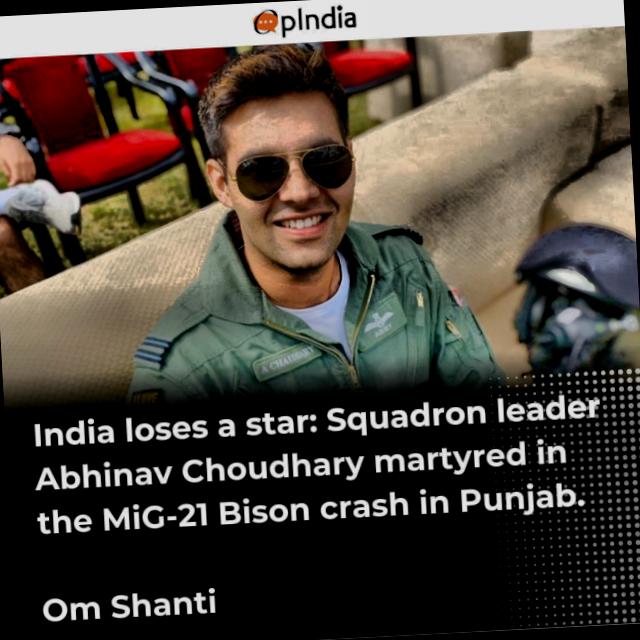 OpIndia
A CHAUDHARY
India loses a star: Squadron leader
Abhinav Choudhary martyred in
the MiG-21 Bison crash in Punjab.
Om Shanti